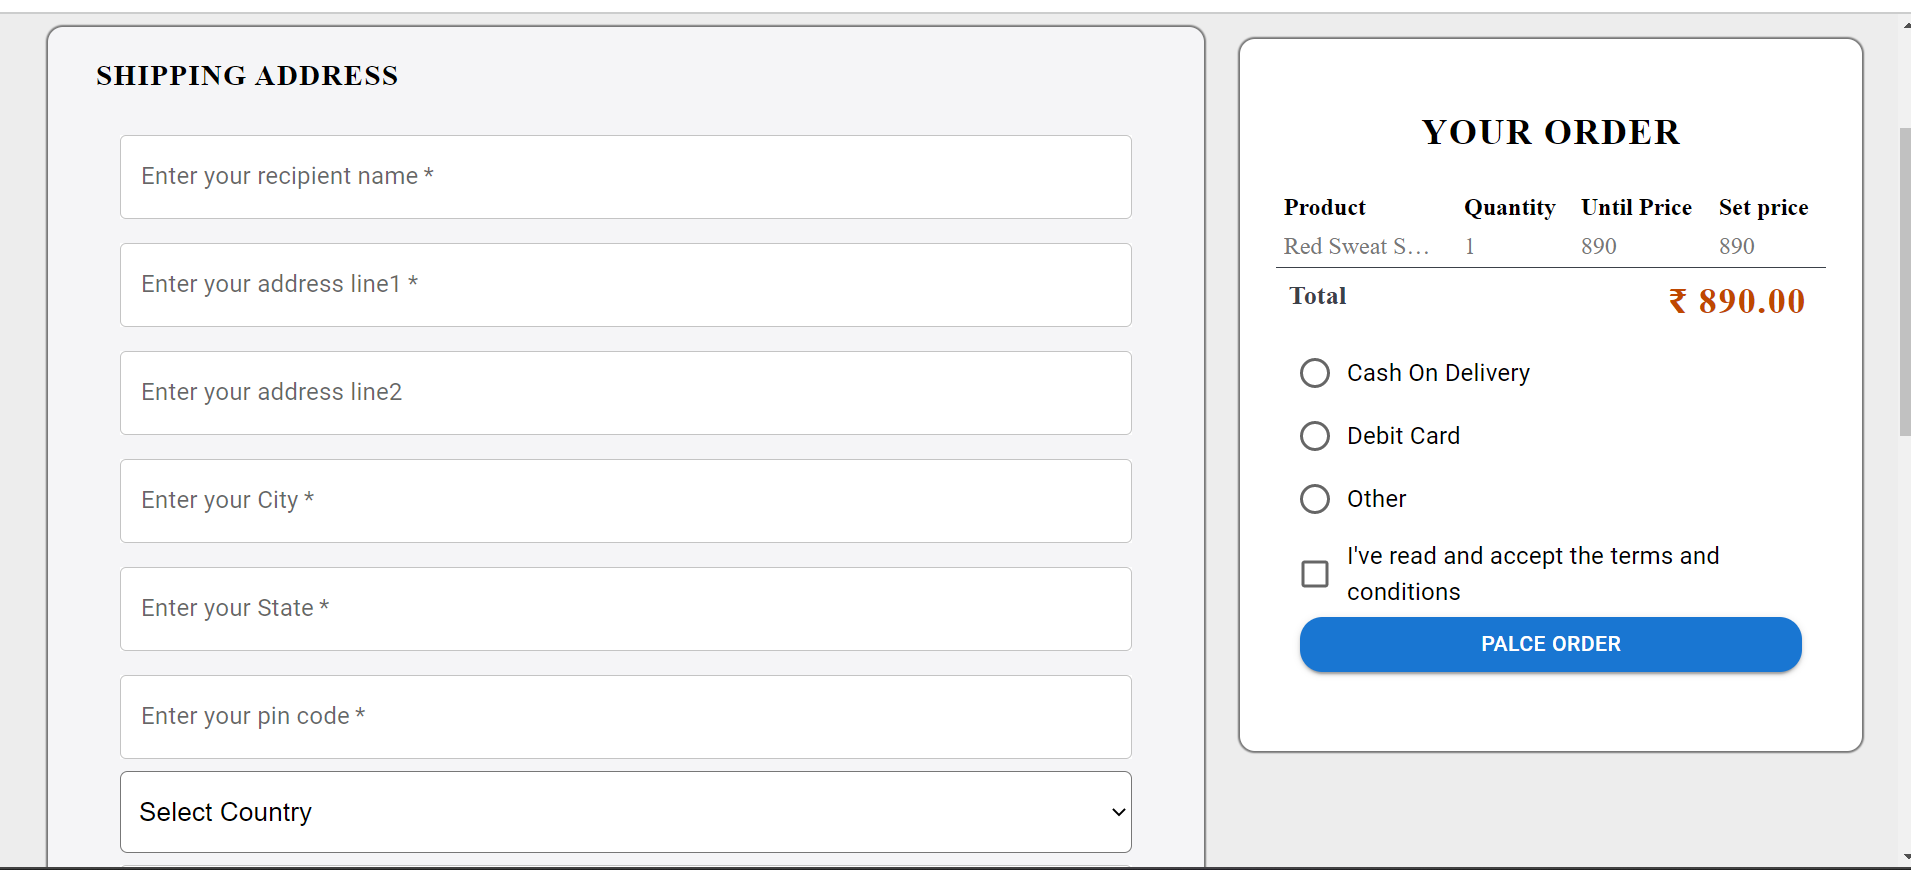 SHIPPING ADDRESS
Enter your recipient name *
Enter your address line1 *
Enter your address line2
Enter your City *
Enter your State *
Enter your pin code *
Select Country
YOUR ORDER
Product Quantity Until Price Set price
Red Sweat S... 1 890 890
Total ₹ 890.00
Cash On Delivery
Debit Card
Other
I've read and accept the terms and
conditions
PALCE ORDER